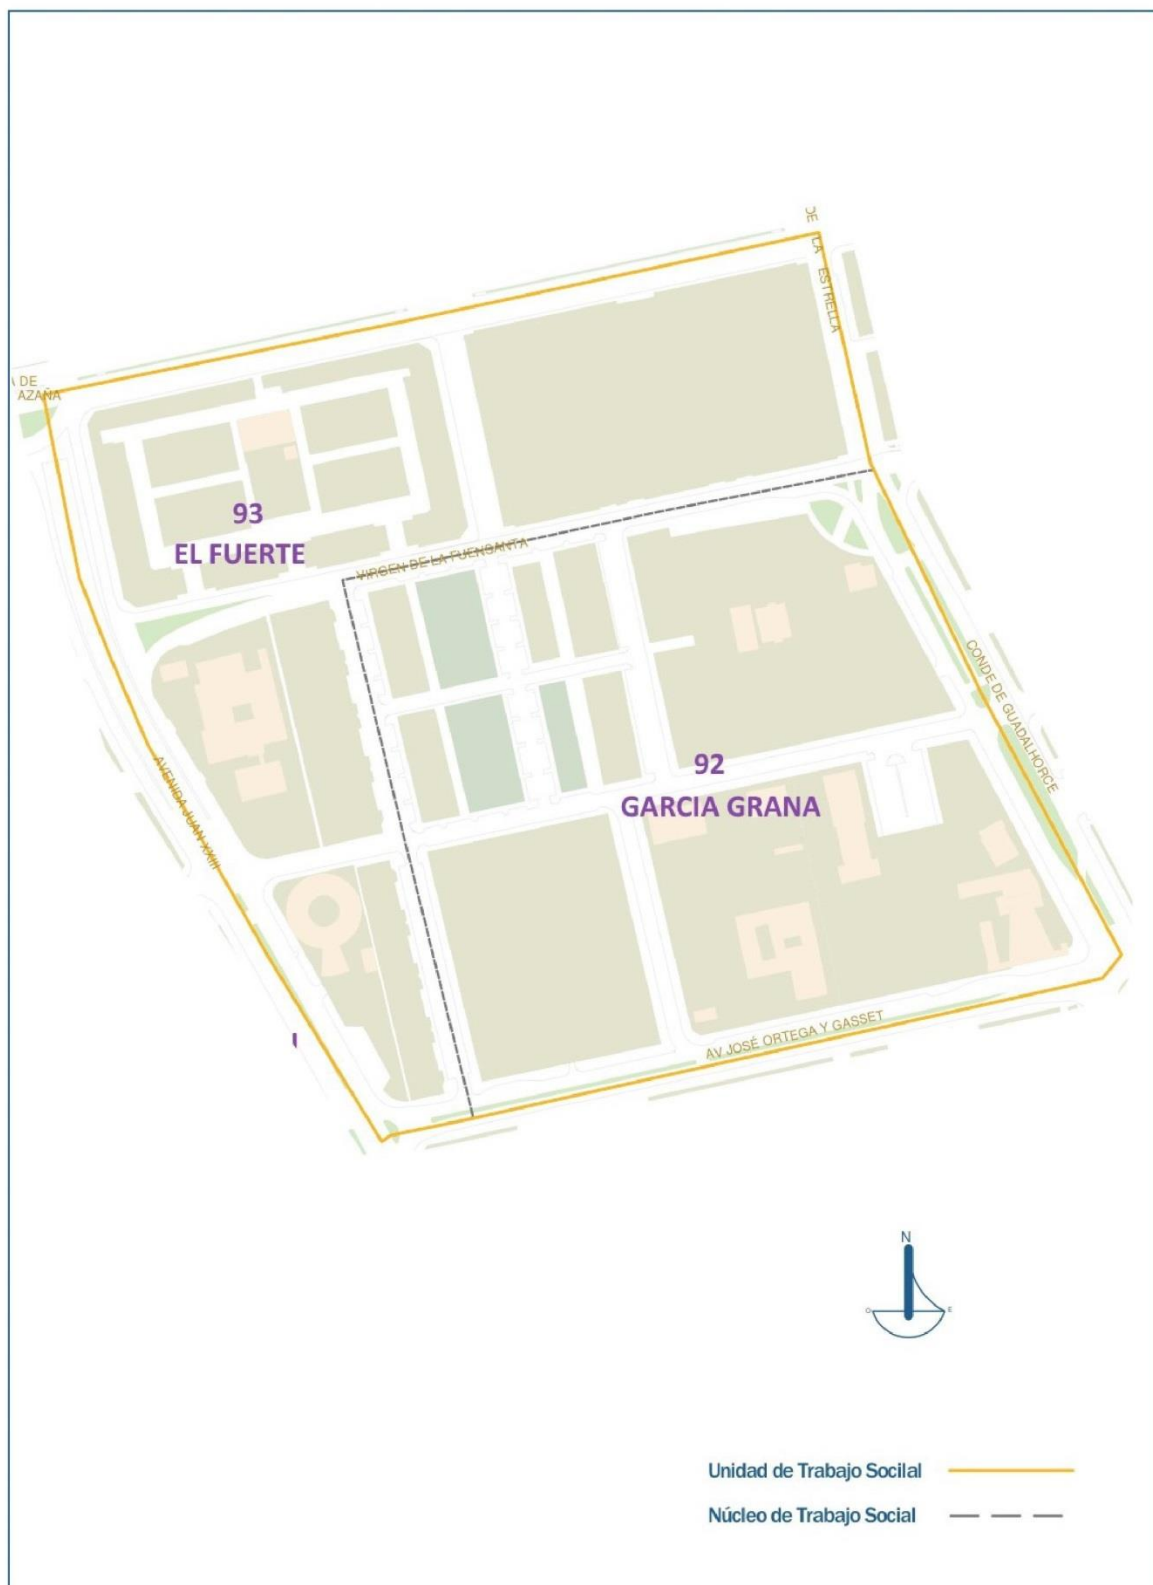 DE LA ESTRELLA
A DE
AZAÑA
93
EL FUERTE
VIRGEN DE LA FUENSANTA
CONDE DE GUADALHORCE
AVENIDA JUAN XXIII
92
GARCIA GRANA
AV JOSÉ ORTEGA Y GASSET
N
O
E
Unidad de Trabajo Socilal
Núcleo de Trabajo Social